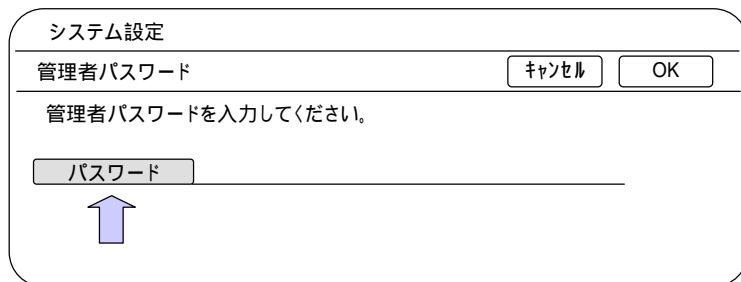 システム設定
管理者パスワード ｷｬﾝｾﾙ OK
管理者パスワードを入力してください。
パスワード